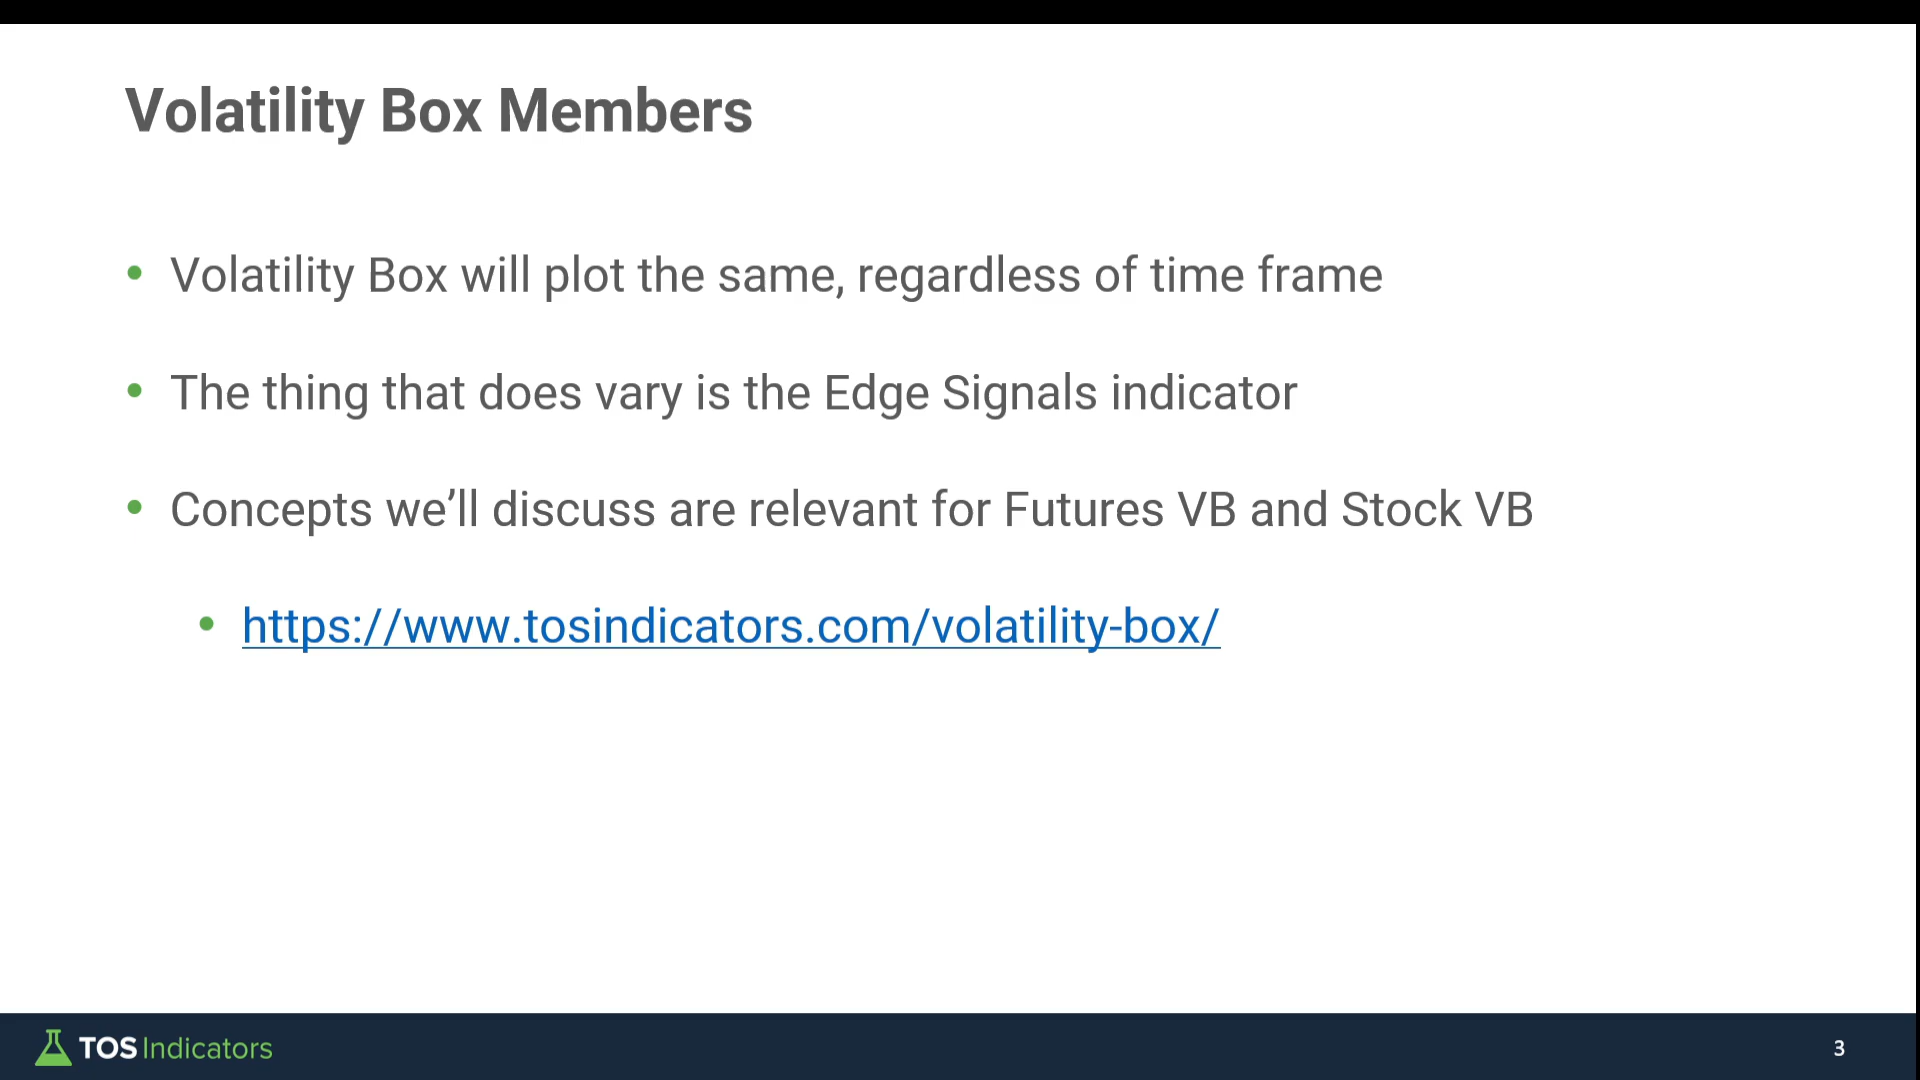 Volatility Box Members
• Volatility Box will plot the same, regardless of time frame
• The thing that does vary is the Edge Signals indicator
• Concepts we’ll discuss are relevant for Futures VB and Stock VB
• https://www.tosindicators.com/volatility-box/
TOS Indicators
3